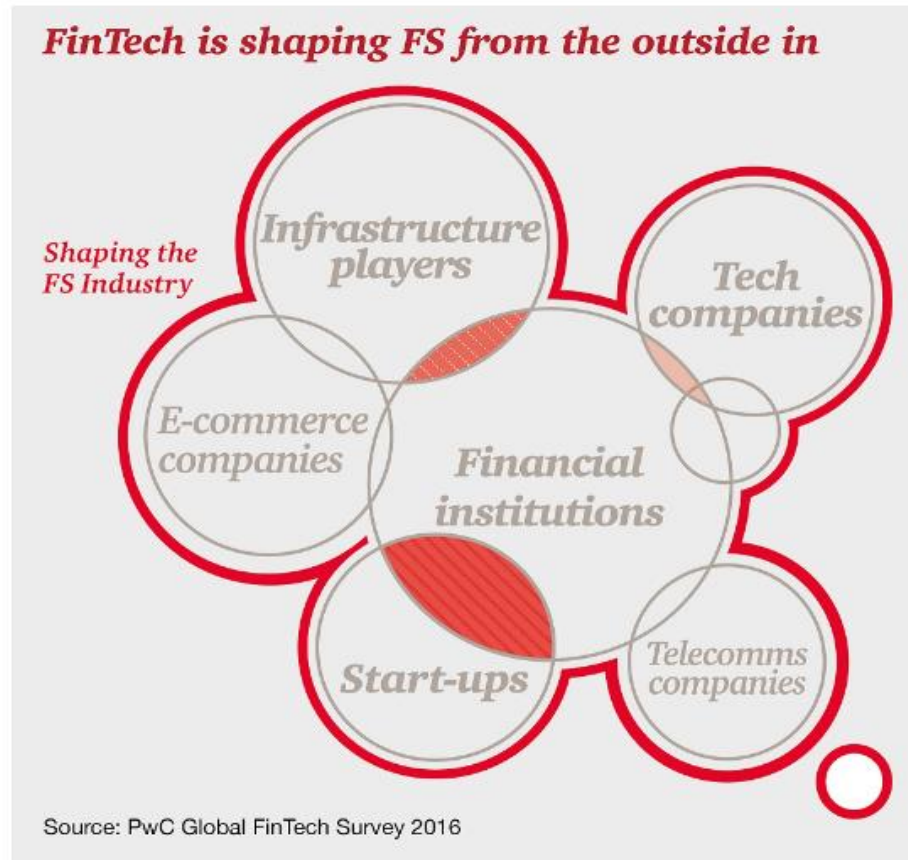 FinTech is shaping FS from the outside in
Infrastructure
players
Shaping the
FS Industry
Tech
companies
E-commerce
companies
Financial
institutions
Start-ups
Telecomms
companies
Source: PwC Global FinTech Survey 2016